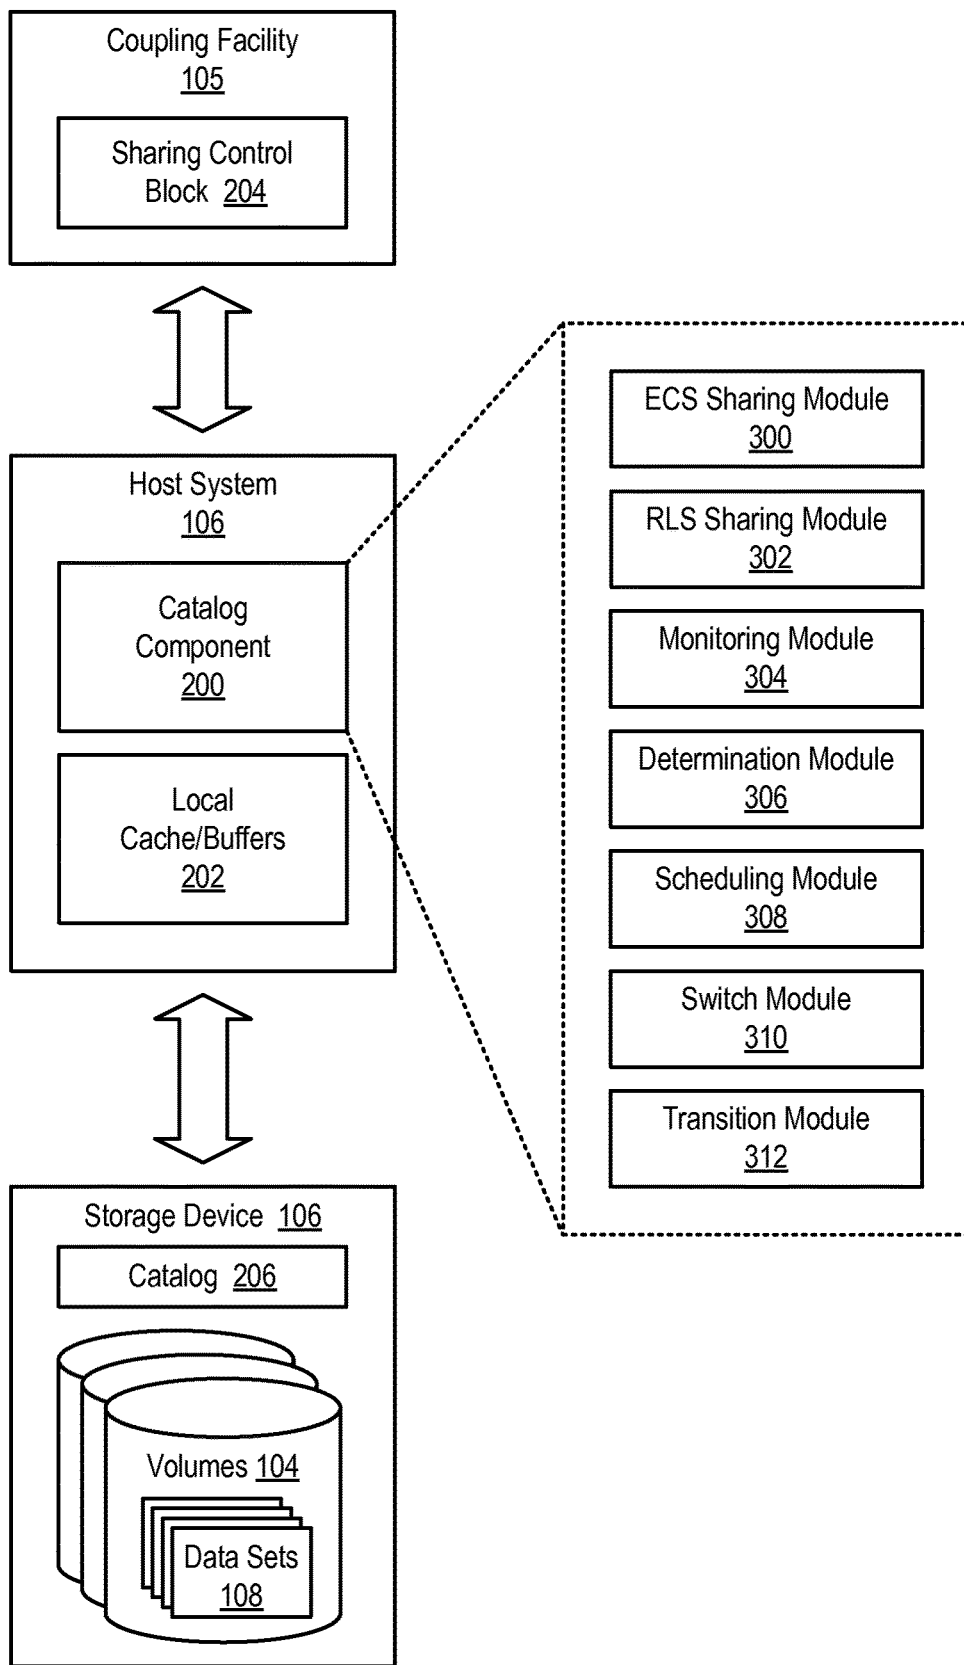 Coupling Facility
105
Sharing Control
Block 204
Host System
106
Catalog
Component
200
Local
Cache/Buffers
202
Storage Device 106
Catalog 206
Volumes 104
Data Sets
108
ECS Sharing Module
300
RLS Sharing Module
302
Monitoring Module
304
Determination Module
306
Scheduling Module
308
Switch Module
310
Transition Module
312